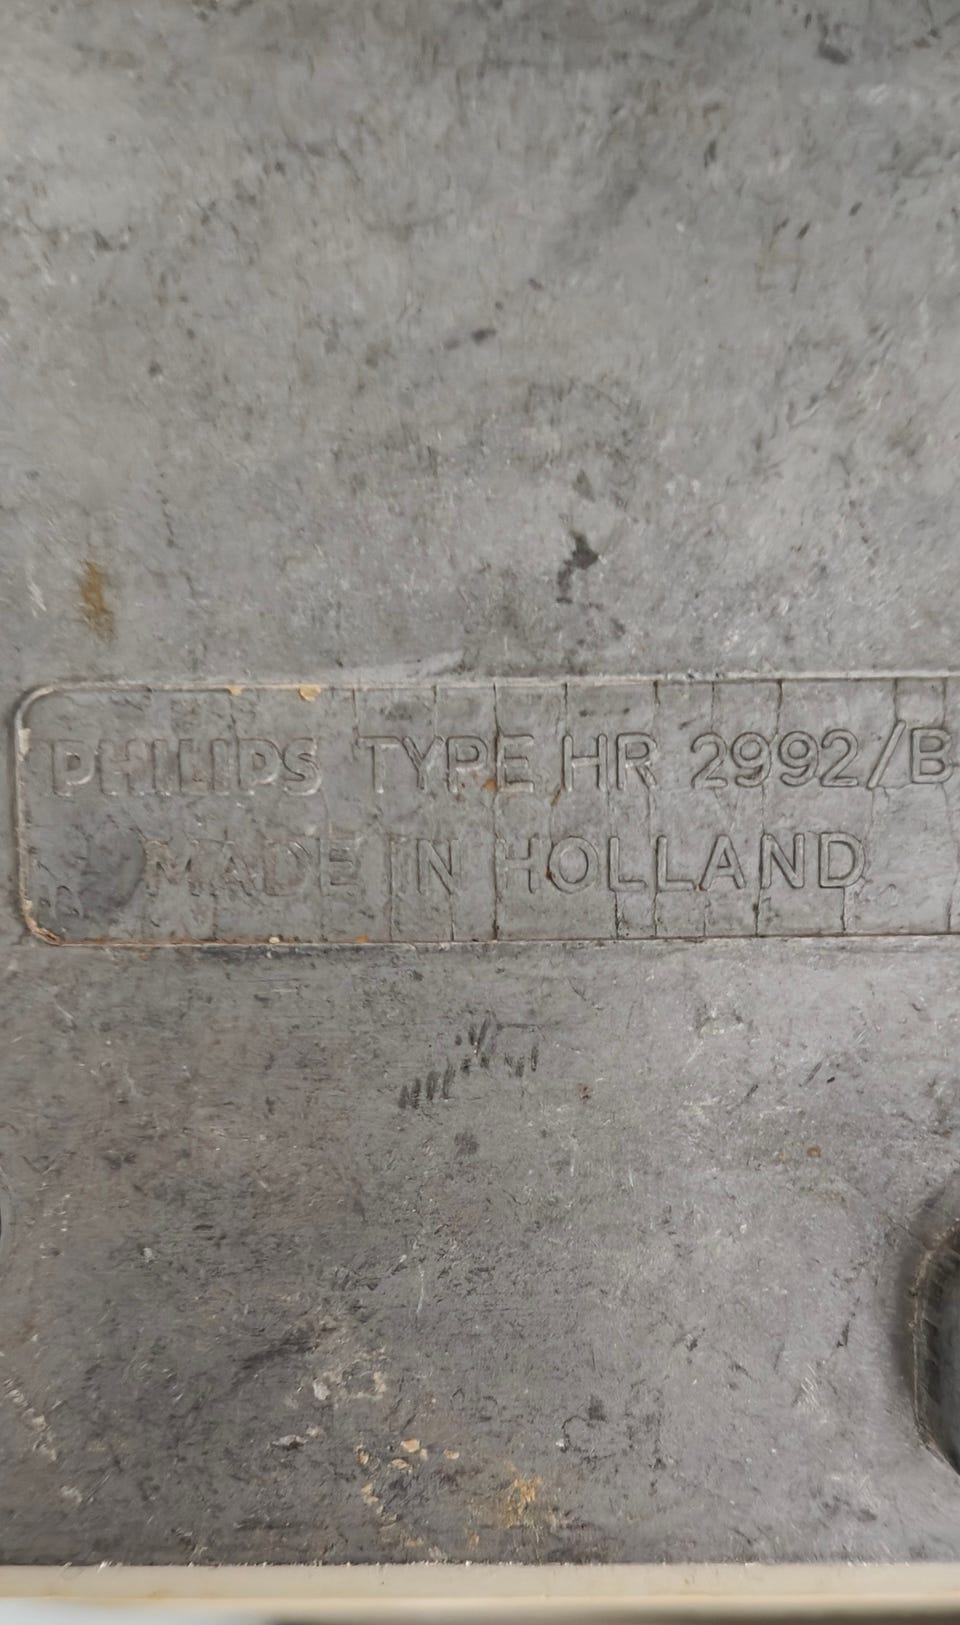 PHILIPS TYPE HR 2992/B
MADE IN HOLLAND